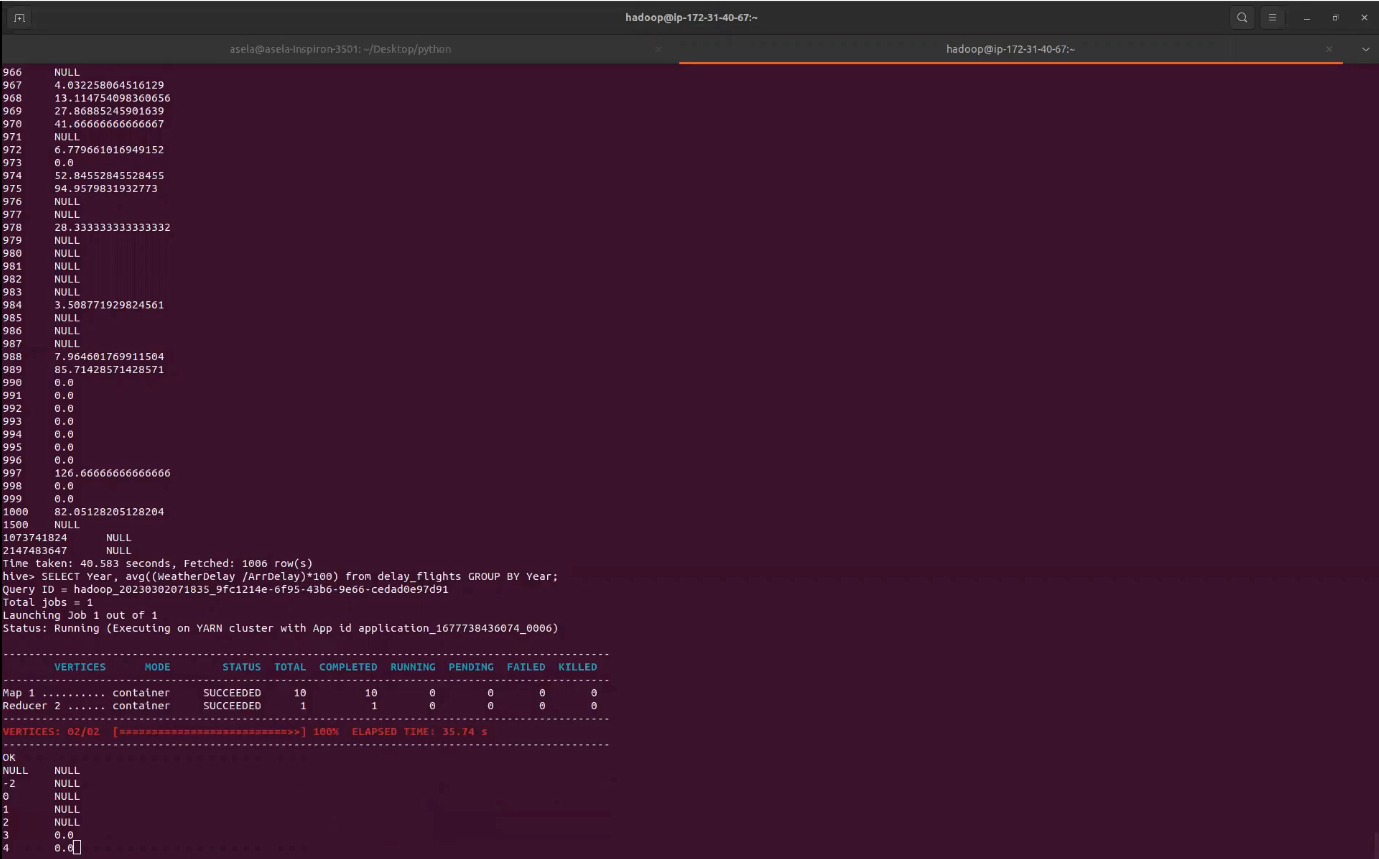 hadoop@ip-172-31-40-67:~
asela@asela-Inspiron-3501: ~/Desktop/python
hadoop@ip-172-31-40-67:~
966 NULL
967 4.032258064516129
968 13.114754098360656
969 27.86885245901639
970 41.66666666666667
971 NULL
972 6.779661016949152
973 0.0
974 52.84552845528455
975 94.9579831932773
976 NULL
977 NULL
978 28.333333333333332
979 NULL
980 NULL
981 NULL
982 NULL
983 NULL
984 3.508771929824561
985 NULL
986 NULL
987 NULL
988 7.964601769911504
989 85.71428571428571
990 0.0
991 0.0
992 0.0
993 0.0
994 0.0
995 0.0
996 0.0
997 126.66666666666666
998 0.0
999 0.0
1000 82.05128205128204
1500 NULL
1073741824 NULL
2147483647 NULL
Time taken: 40.583 seconds, Fetched: 1006 row(s)
hive> SELECT Year, avg((WeatherDelay /ArrDelay)*100) from delay_flights GROUP BY Year;
Query ID = hadoop_20230302071835_9fc1214e-6f95-43b6-9e66-cedad0e97d91
Total jobs = 1
Launching Job 1 out of 1
Status: Running (Executing on YARN cluster with App id application_1677738436074_0006)
----------------------------------------------------------------------------------------------
VERTICES MODE STATUS TOTAL COMPLETED RUNNING PENDING FAILED KILLED
----------------------------------------------------------------------------------------------
Map 1 .......... container SUCCEEDED 10 10 0 0 0 0
Reducer 2 ...... container SUCCEEDED 1 1 0 0 0 0
----------------------------------------------------------------------------------------------
VERTICES: 02/02 [==========================>>] 100% ELAPSED TIME: 35.74 s
----------------------------------------------------------------------------------------------
OK
NULL NULL
-2 NULL
0 NULL
1 NULL
2 NULL
3 0.0
4 0.0